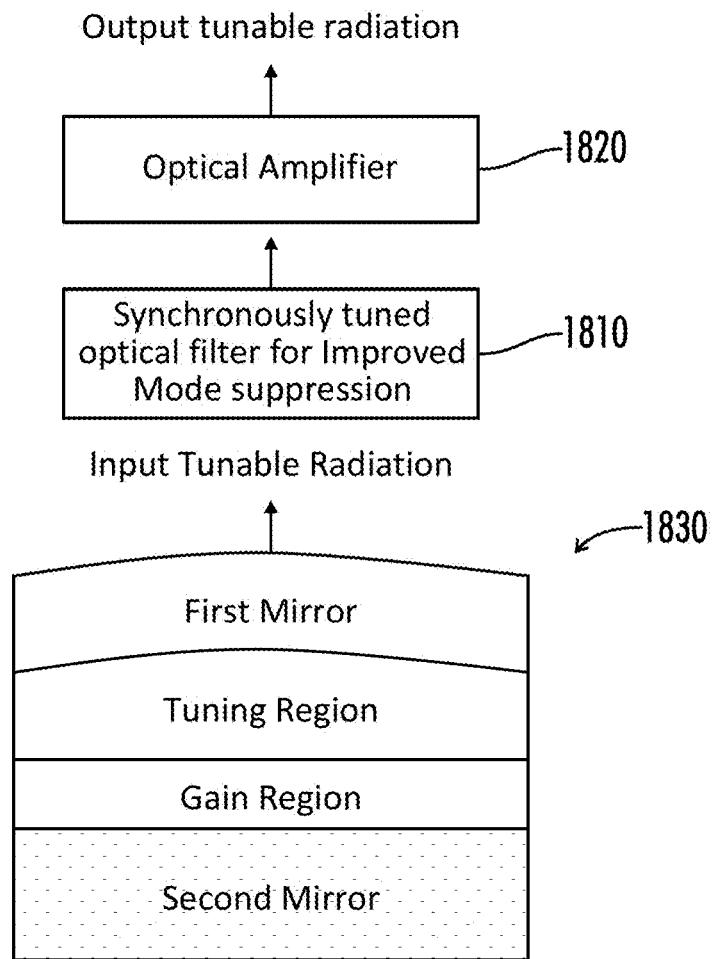 Output tunable radiation
Optical Amplifier
1820
Synchronously tuned
optical filter for Improved
Mode suppression
1810
Input Tunable Radiation
1830
First Mirror
Tuning Region
Gain Region
Second Mirror